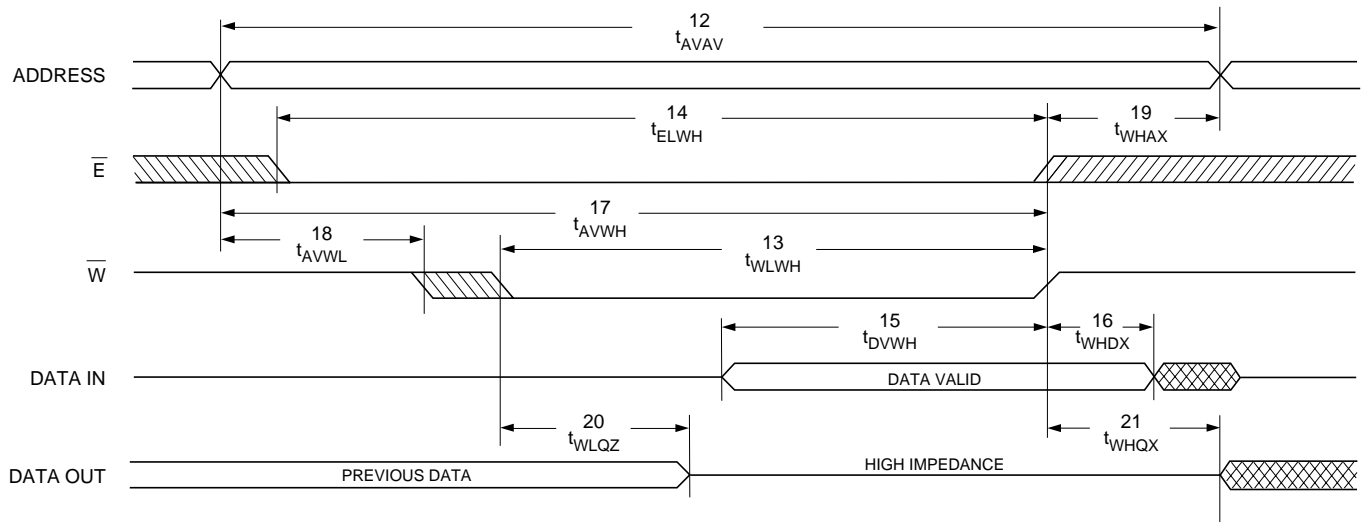 12
tAVAV
ADDRESS
14
tELWH
19
tWHAX
E
17
tAVWH
18
tAVWL
13
tWLWH
W
15
tDVWH
16
tWHDX
DATA IN
DATA VALID
20
tWLQZ
21
tWHQX
DATA OUT
PREVIOUS DATA
HIGH IMPEDANCE